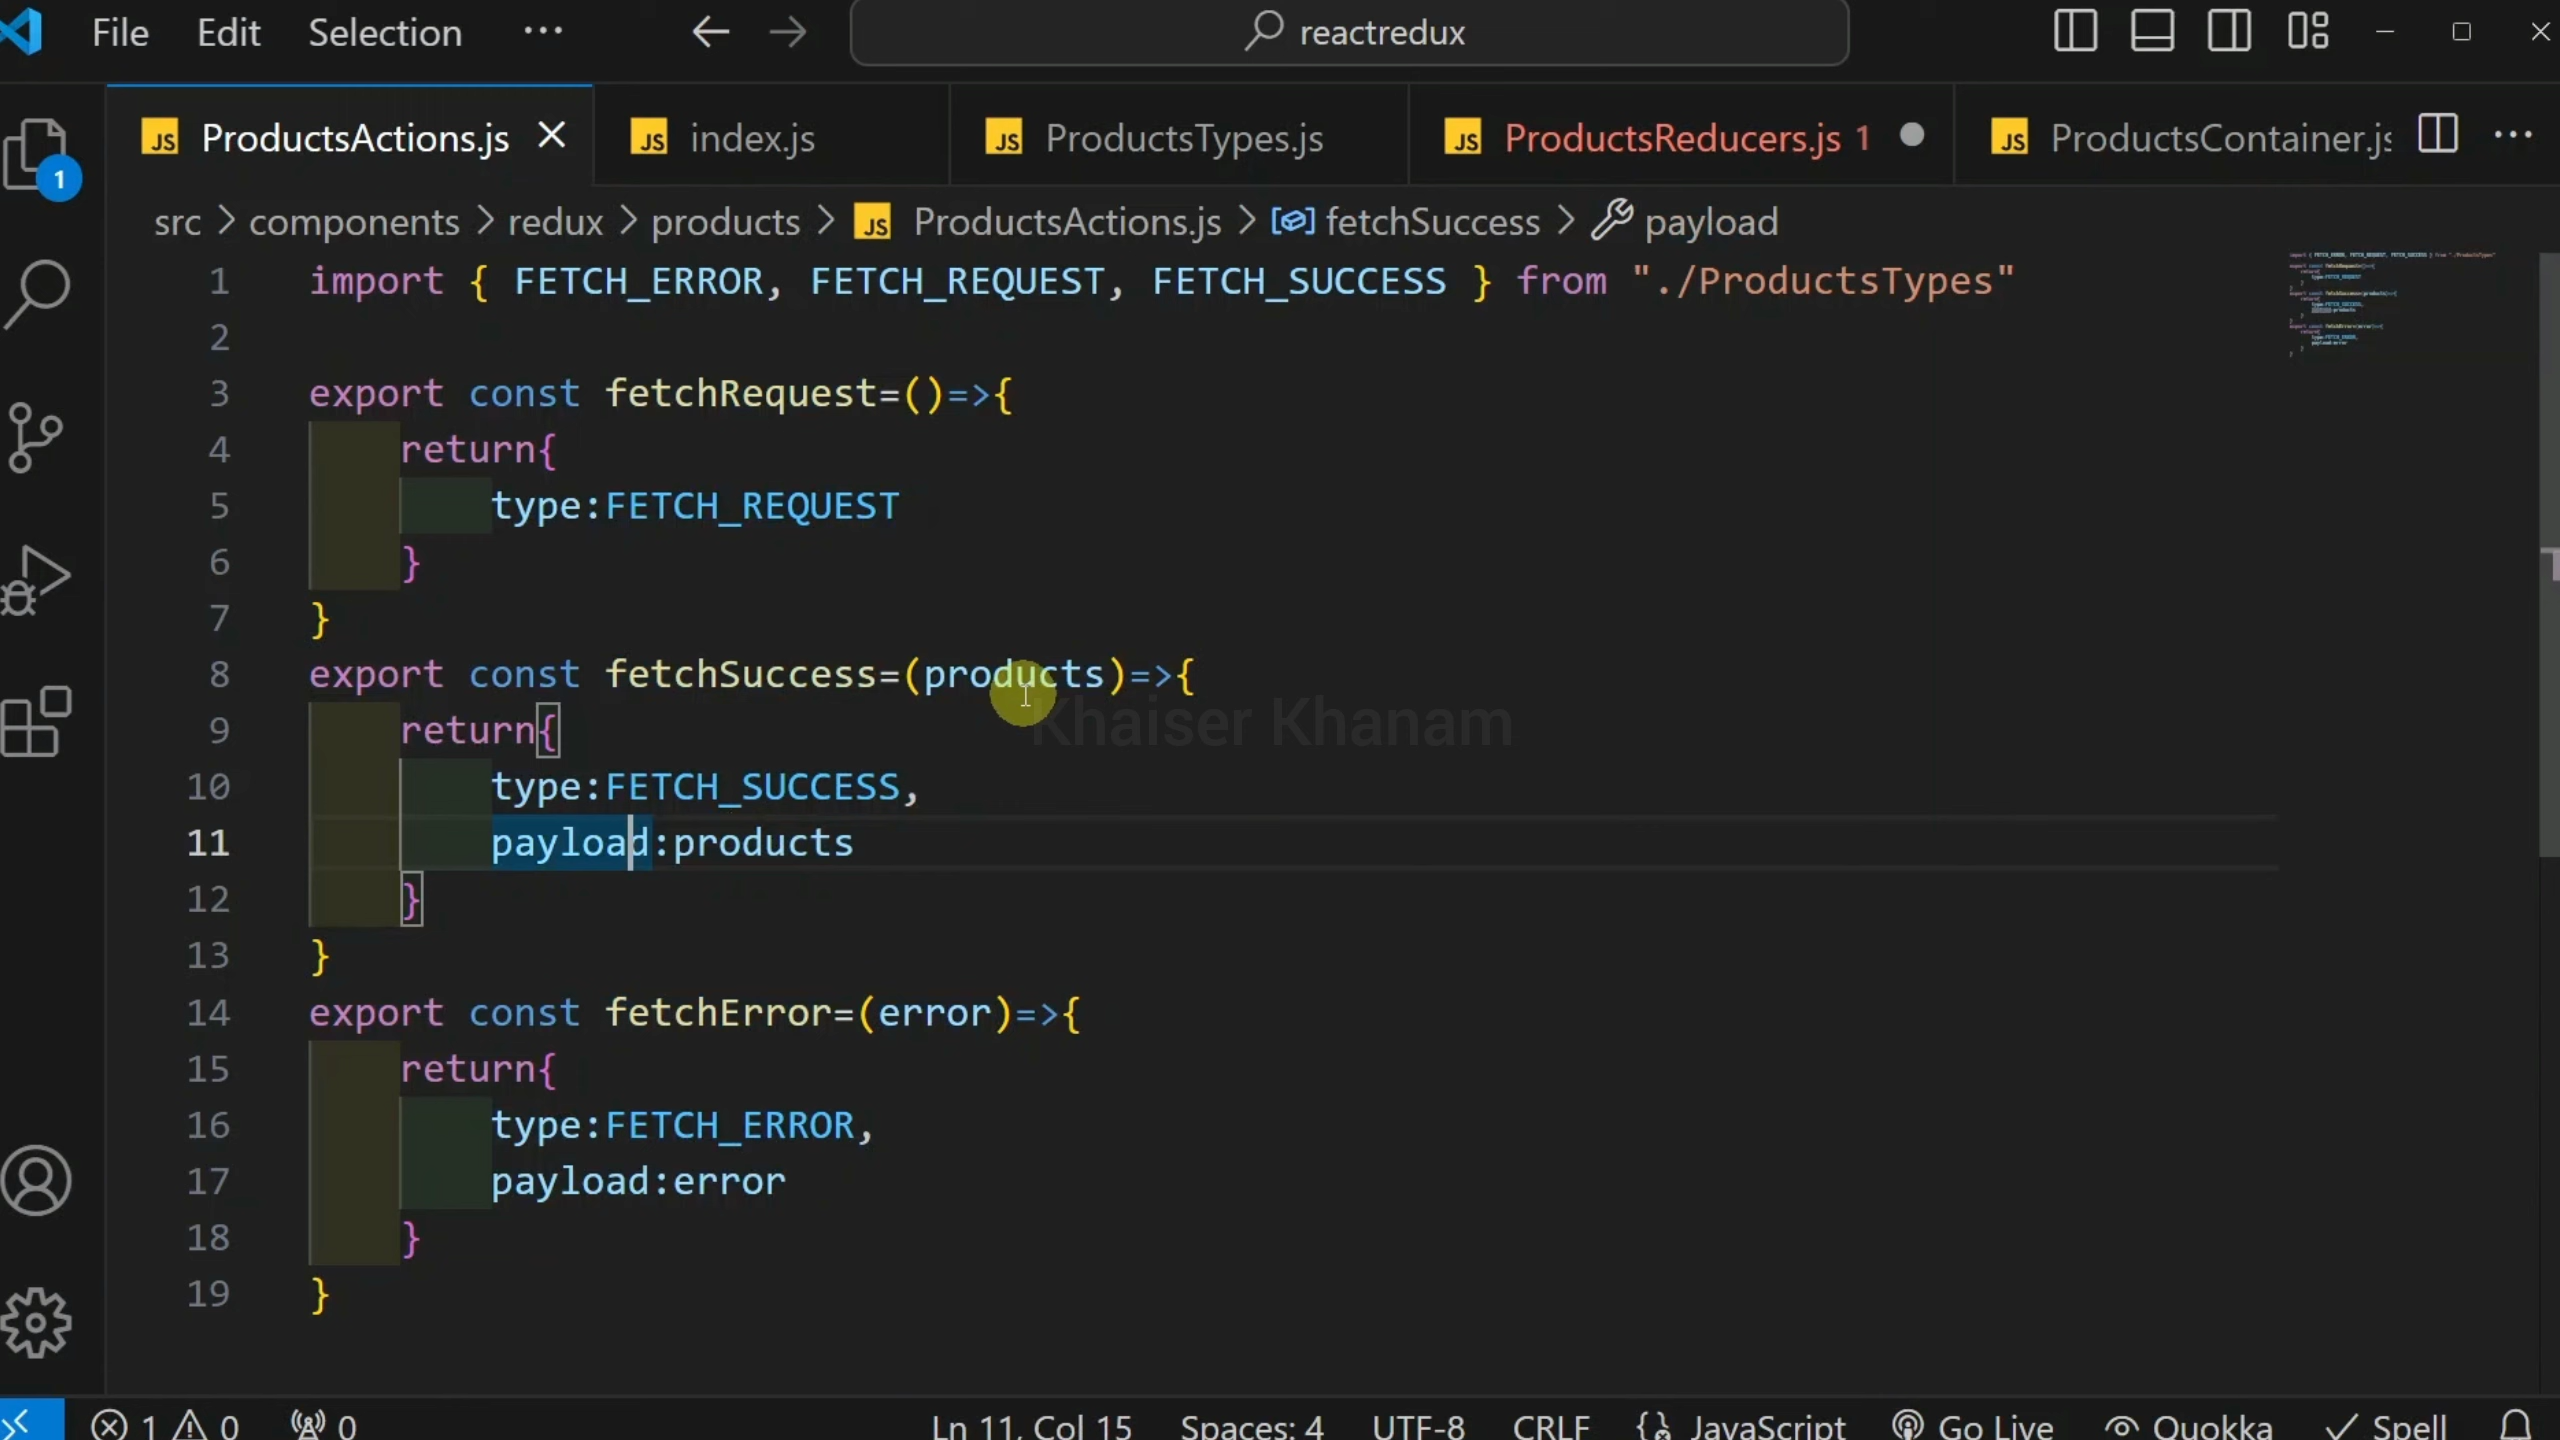 File Edit Selection ··· reactredux
ProductsActions.js index.js ProductsTypes.js ProductsReducers.js 1 ProductsContainer.js ···
src > components > redux > products > ProductsActions.js > fetchSuccess > payload
1 import { FETCH_ERROR, FETCH_REQUEST, FETCH_SUCCESS } from "./ProductsTypes"
2
3 export const fetchRequest=()=>{
4 return{
5 type:FETCH_REQUEST
6 }
7 }
8 export const fetchSuccess=(products)=>{
Khaiser Khanam
9 return{
10 type:FETCH_SUCCESS,
11 payload:products
12 }
13 }
14 export const fetchError=(error)=>{
15 return{
16 type:FETCH_ERROR,
17 payload:error
18 }
19 }
1
1 0 0 Ln 11, Col 15 Spaces: 4 UTF-8 CRLF {} JavaScript Go Live Quokka Spell